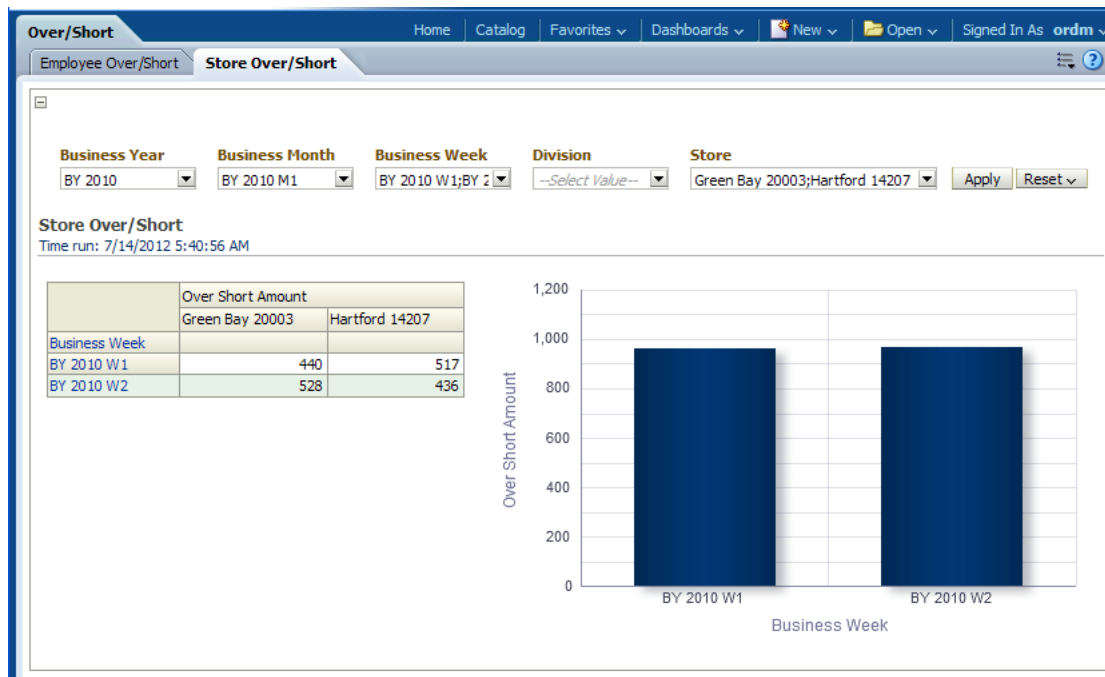 Over/Short Home Catalog Favorites Dashboards New Open Signed In As ordm
Employee Over/Short Store Over/Short
Business Year Business Month Business Week Division Store
BY 2010 BY 2010 M1 BY 2010 W1;BY 2 --Select Value-- Green Bay 20003;Hartford 14207 Apply Reset
Store Over/Short
Time run: 7/14/2012 5:40:56 AM
Over Short Amount
Green Bay 20003 Hartford 14207
Business Week
BY 2010 W1 440 517
BY 2010 W2 528 436
1,200
1,000
800
600
400
200
0
Over Short Amount
BY 2010 W1 BY 2010 W2
Business Week